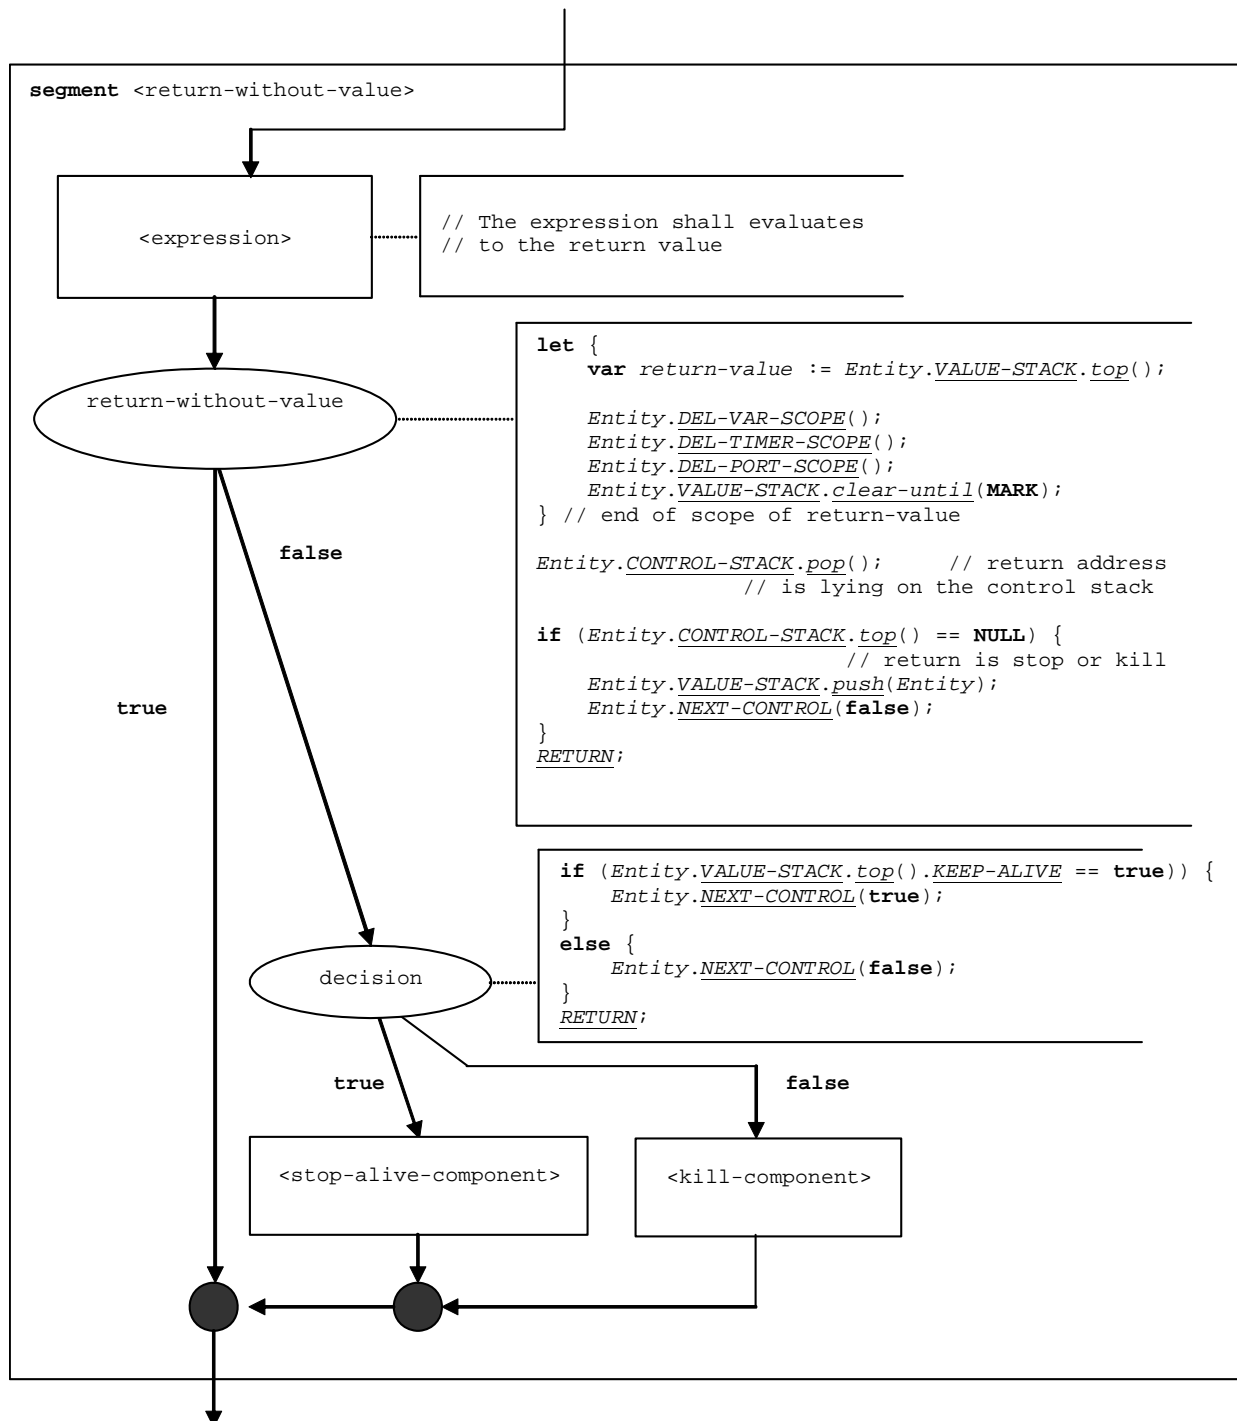 segment <return-without-value>
<expression>
// The expression shall evaluates
// to the return value
return-without-value
let {
var return-value := Entity.VALUE-STACK.top();
Entity.DEL-VAR-SCOPE();
Entity.DEL-TIMER-SCOPE();
Entity.DEL-PORT-SCOPE();
Entity.VALUE-STACK.clear-until(MARK);
} // end of scope of return-value
Entity.CONTROL-STACK.pop(); // return address
// is lying on the control stack
if (Entity.CONTROL-STACK.top() == NULL) {
// return is stop or kill
Entity.VALUE-STACK.push(Entity);
Entity.NEXT-CONTROL(false);
}
RETURN;
false
true
decision
if (Entity.VALUE-STACK.top().KEEP-ALIVE == true)) {
Entity.NEXT-CONTROL(true);
}
else {
Entity.NEXT-CONTROL(false);
}
RETURN;
true
false
<stop-alive-component>
<kill-component>